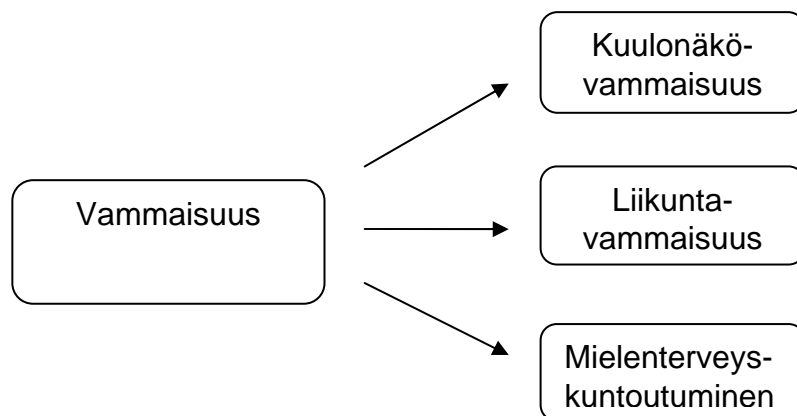 Kuulonäkö-
vammaisuus
Vammaisuus
Liikunta-
vammaisuus
Mielenterveys-
kuntoutuminen